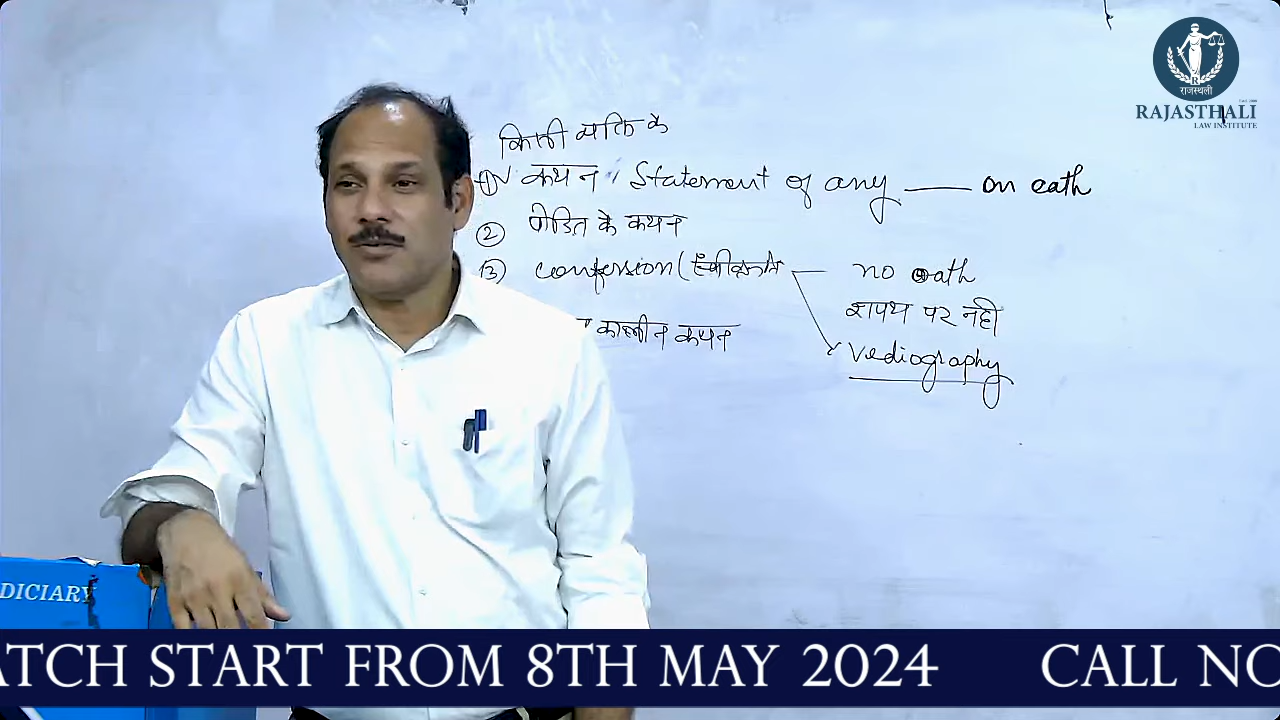 किसी व्यक्ति के
① कथन, Statement of any —— on oath
② पीडित के कथन
③ confession (
no oath
शपथ पर नही
कालीन कथन
Vediography
राजस्थली
RAJASTHALI
LAW INSTITUTE
DICIARY
ATCH START FROM 8TH MAY 2024 CALL NO